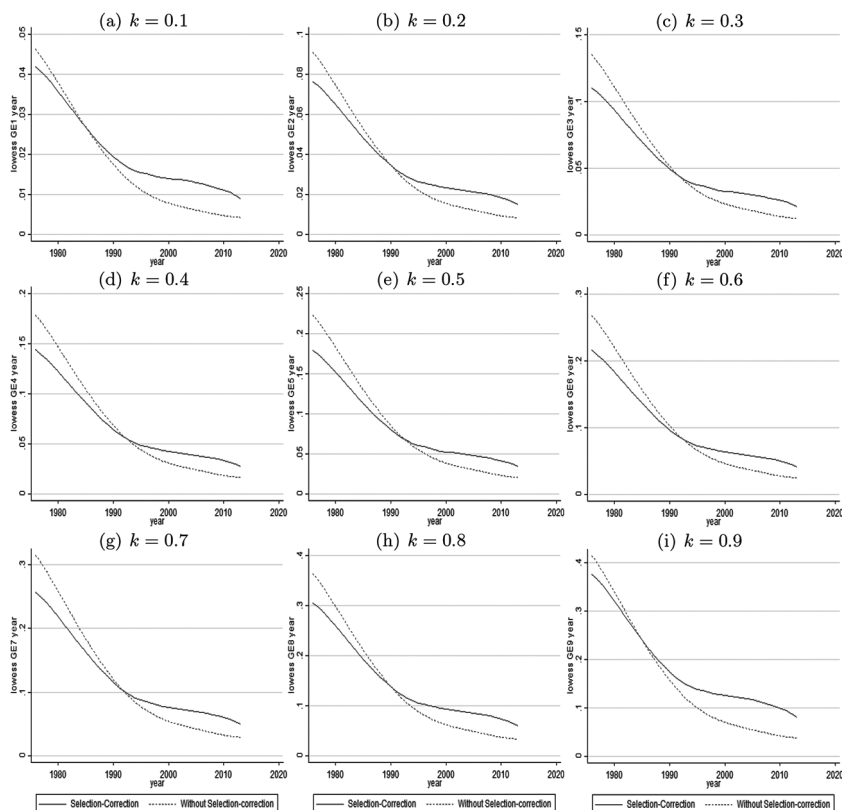 (a) k = 0.1
(b) k = 0.2
(c) k = 0.3
lowess GE1 year
0 .01 .02 .03 .04 .05
1980 1990 2000 2010 2020
year
lowess GE2 year
0 .02 .04 .06 .08 .1
1980 1990 2000 2010 2020
year
lowess GE3 year
0 .05 .1 .15
1980 1990 2000 2010 2020
year
(d) k = 0.4
(e) k = 0.5
(f) k = 0.6
lowess GE4 year
0 .05 .1 .15 .2
1980 1990 2000 2010 2020
year
lowess GE5 year
0 .05 .1 .15 .2 .25
1980 1990 2000 2010 2020
year
lowess GE6 year
0 .1 .2 .3
1980 1990 2000 2010 2020
year
(g) k = 0.7
(h) k = 0.8
(i) k = 0.9
lowess GE7 year
0 .1 .2 .3
1980 1990 2000 2010 2020
year
Selection-Correction Without Selection-correction
lowess GE8 year
0 .1 .2 .3 .4
1980 1990 2000 2010 2020
year
Selection-Correction Without Selection-correction
lowess GE9 year
0 .1 .2 .3 .4
1980 1990 2000 2010 2020
year
Selection-Correction Without Selection-correction